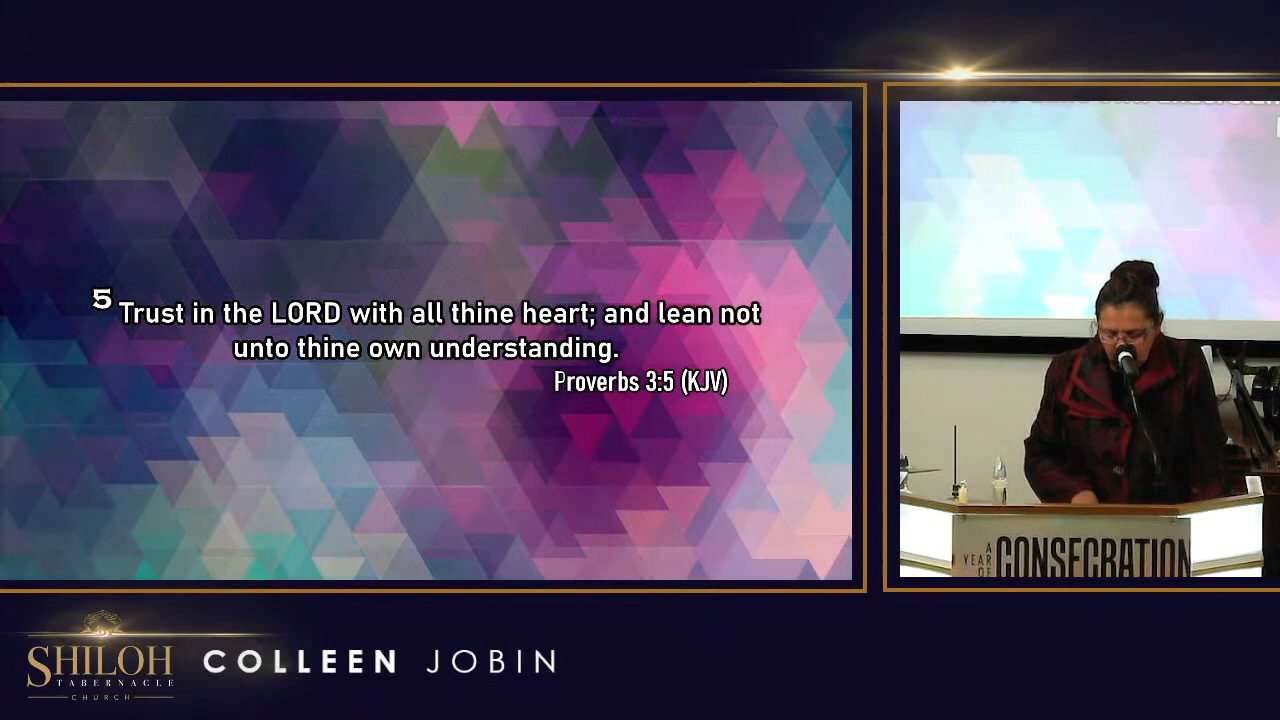 5 Trust in the LORD with all thine heart; and lean not
unto thine own understanding.
Proverbs 3:5 (KJV)
A
YEAR
OF
CONSECRATION
SHILOH
TABERNACLE
CHURCH
COLLEEN JOBIN